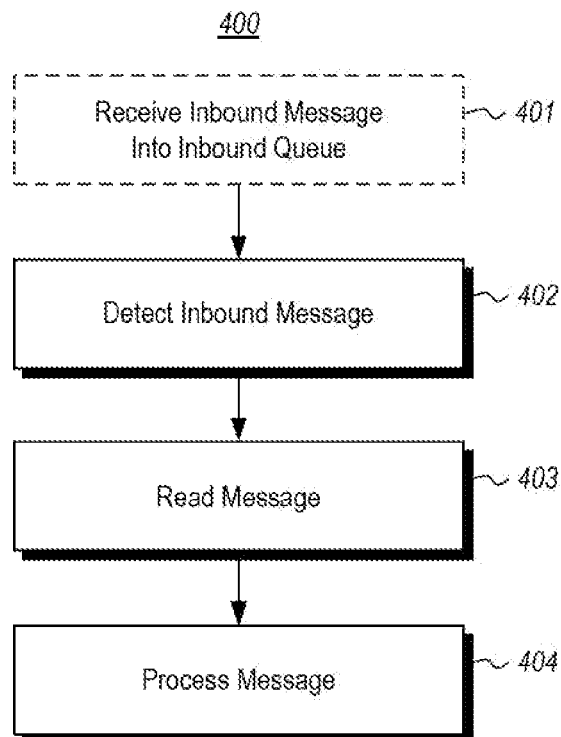 400
Receive Inbound Message
Into Inbound Queue
401
Detect Inbound Message
402
Read Message
403
Process Message
404